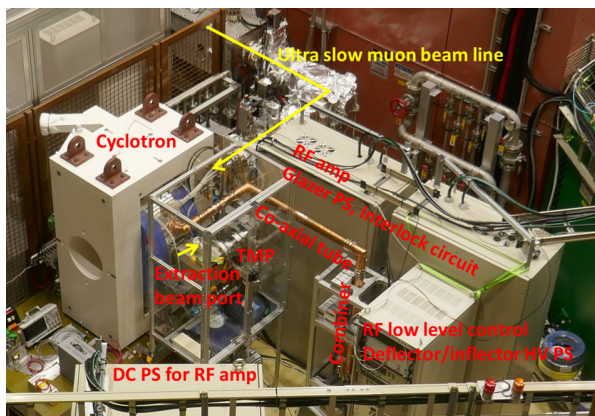 Ultra slow muon beam line
Cyclotron
RF amp
Glazer PS, Interlock circuit
Co-axial tube
TMP
Extraction
beam port
Combiner
RF low level control
Deflector/inflector HV PS
DC PS for RF amp